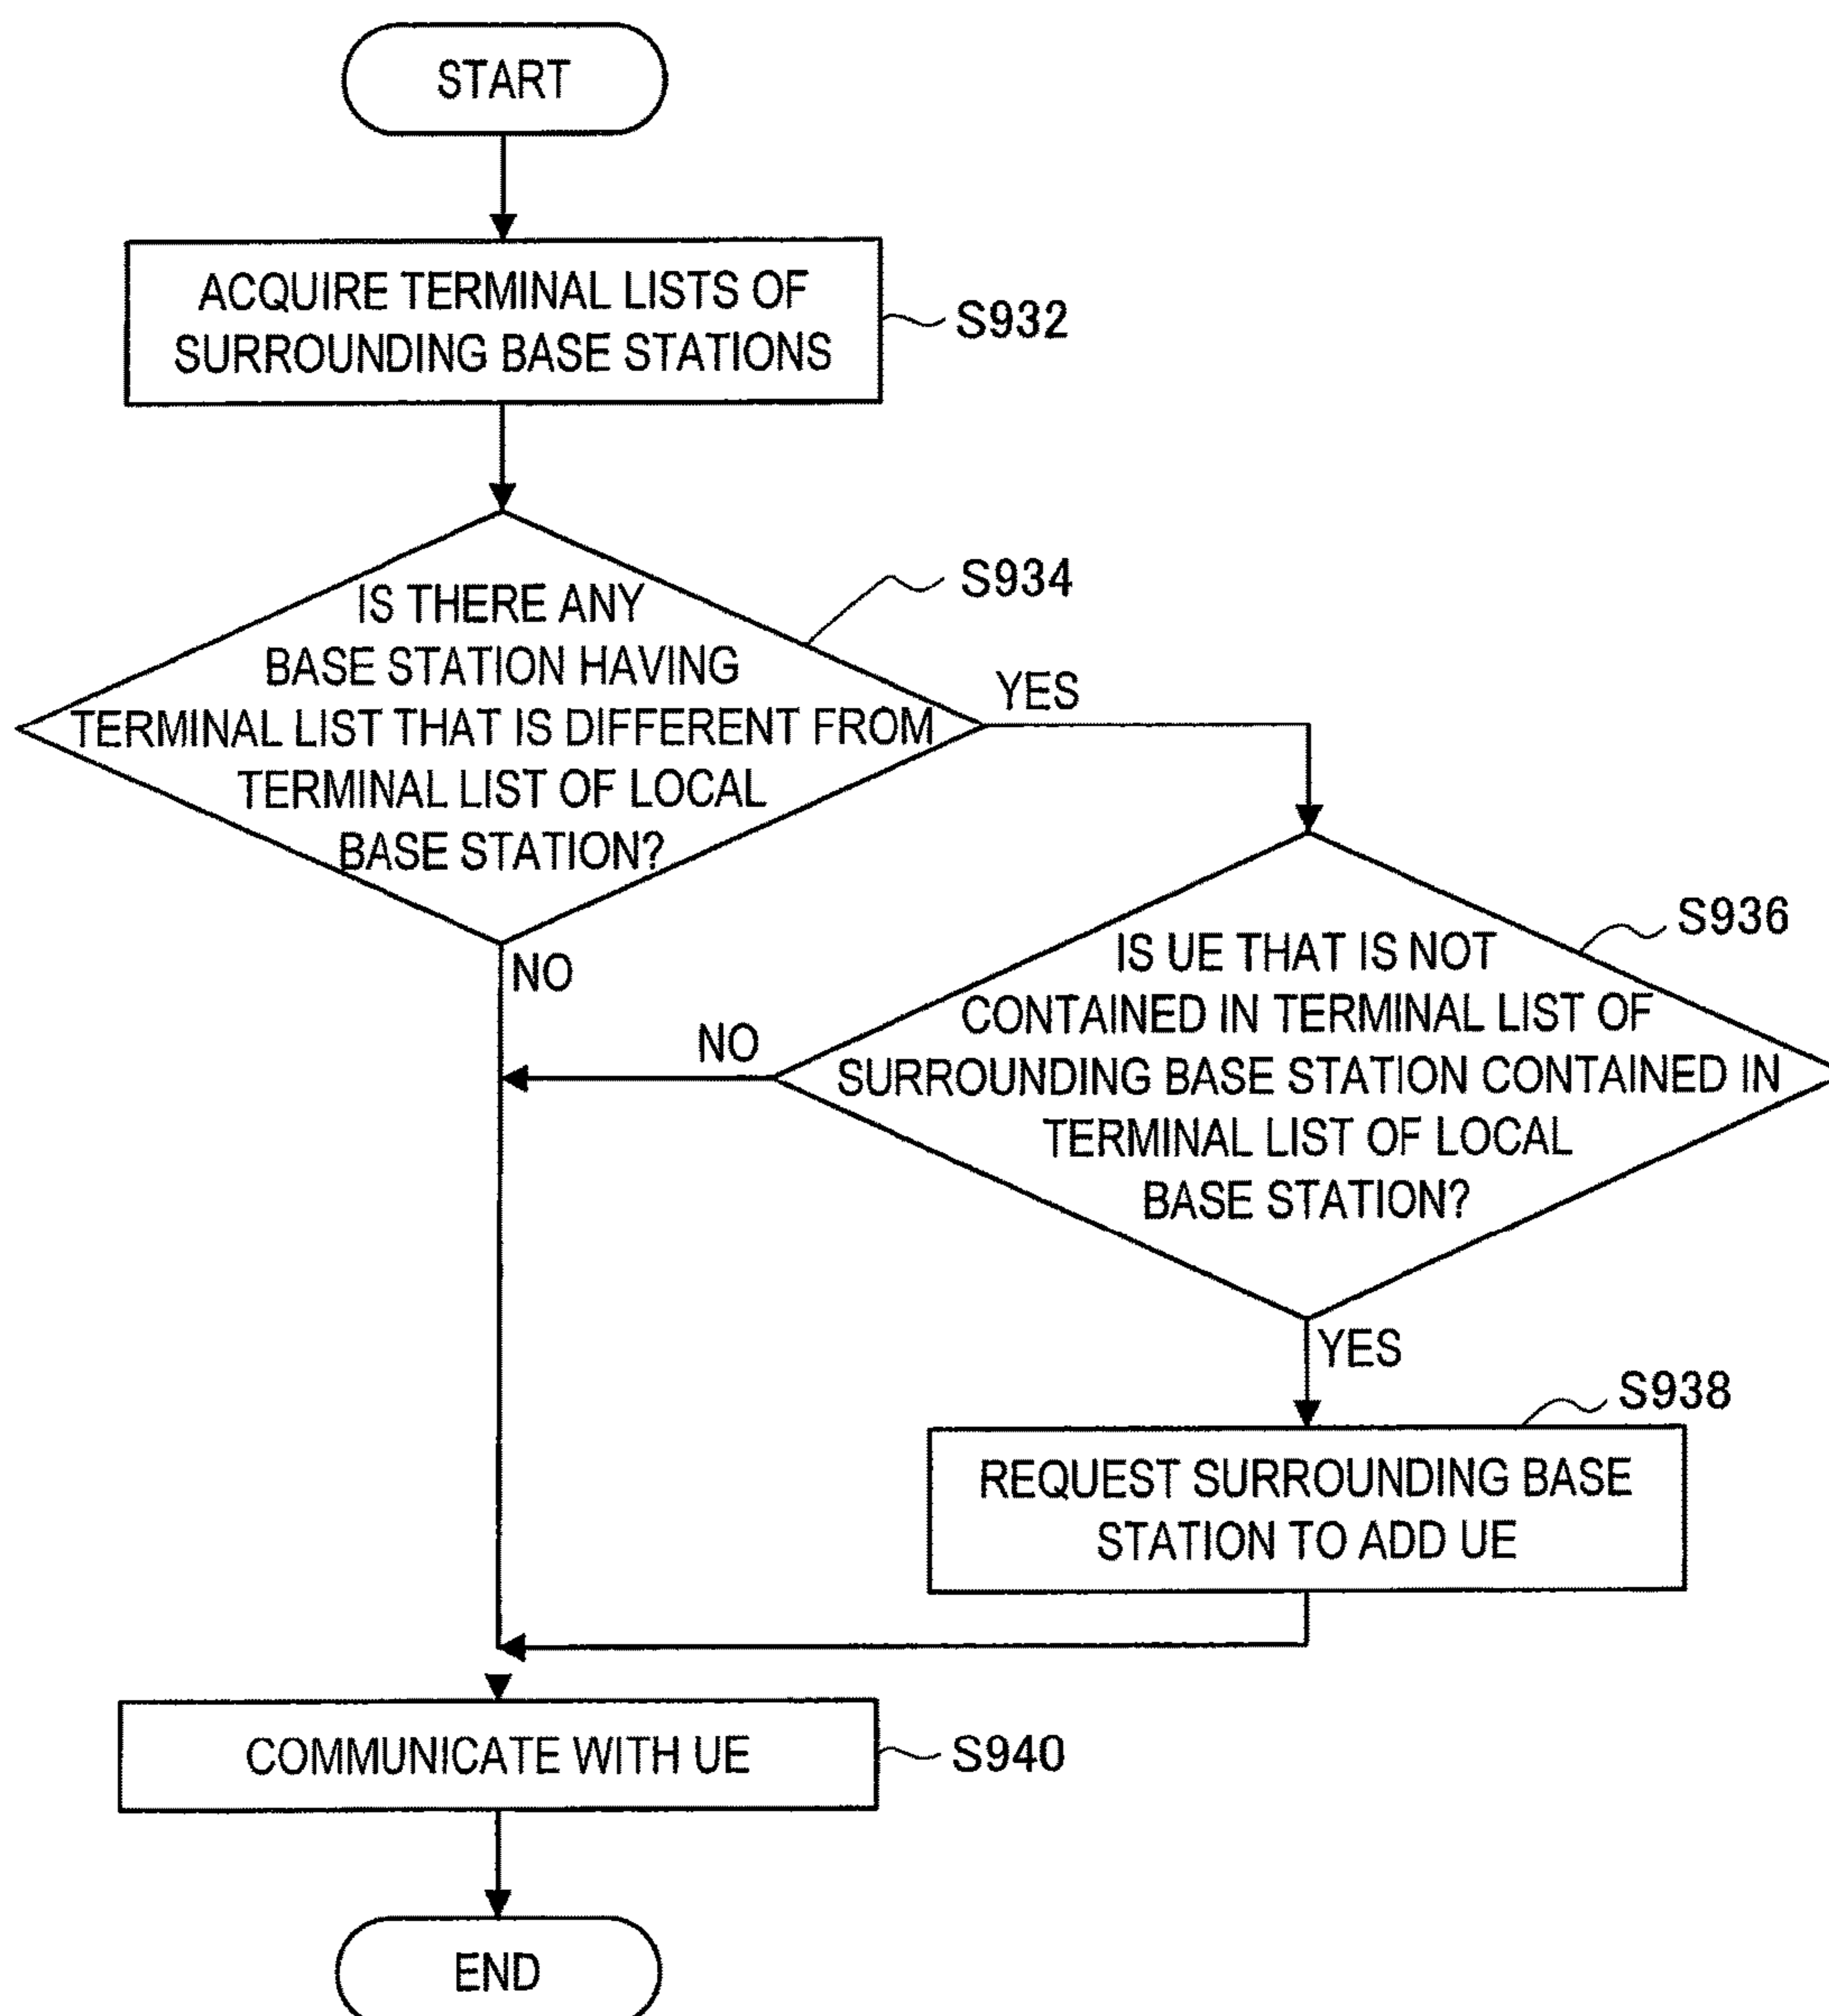 START
ACQUIRE TERMINAL LISTS OF
SURROUNDING BASE STATIONS
S932
IS THERE ANY
BASE STATION HAVING
TERMINAL LIST THAT IS DIFFERENT FROM
TERMINAL LIST OF LOCAL
BASE STATION?
S934
YES
NO
IS UE THAT IS NOT
CONTAINED IN TERMINAL LIST OF
SURROUNDING BASE STATION CONTAINED IN
TERMINAL LIST OF LOCAL
BASE STATION?
S936
NO
YES
S938
REQUEST SURROUNDING BASE
STATION TO ADD UE
COMMUNICATE WITH UE
S940
END